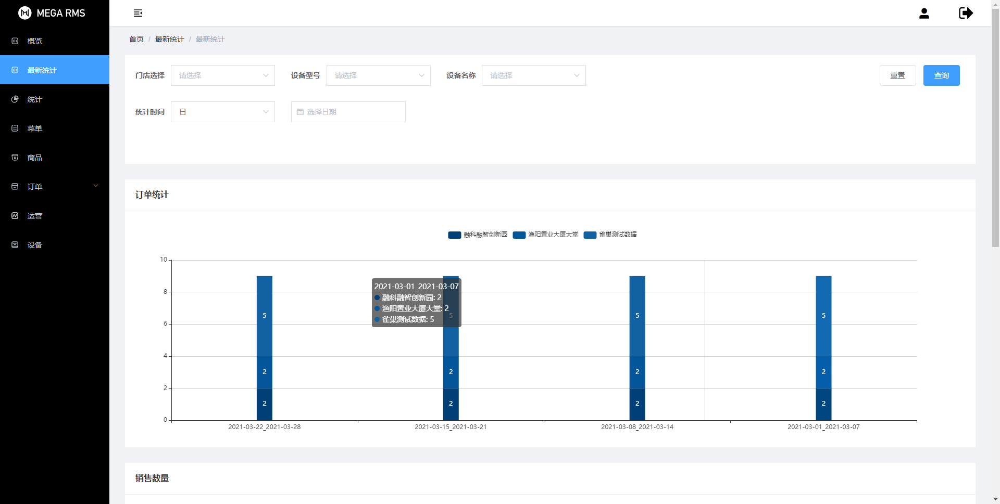 MEGA RMS
概览
最新统计
统计
菜单
商品
订单
运营
设备
首页 / 最新统计 / 最新统计
门店选择 请选择 设备型号 请选择 设备名称 请选择 重置 查询
统计时间 日 选择日期
订单统计
融科融智创新园 渔阳置业大厦大堂 雀巢测试数据
10
8
6
4
2
0
5 5 5 5
2 2 2 2
2 2 2 2
2021-03-01_2021-03-07
融科融智创新园: 2
渔阳置业大厦大堂: 2
雀巢测试数据: 5
2021-03-22_2021-03-28 2021-03-15_2021-03-21 2021-03-08_2021-03-14 2021-03-01_2021-03-07
销售数量